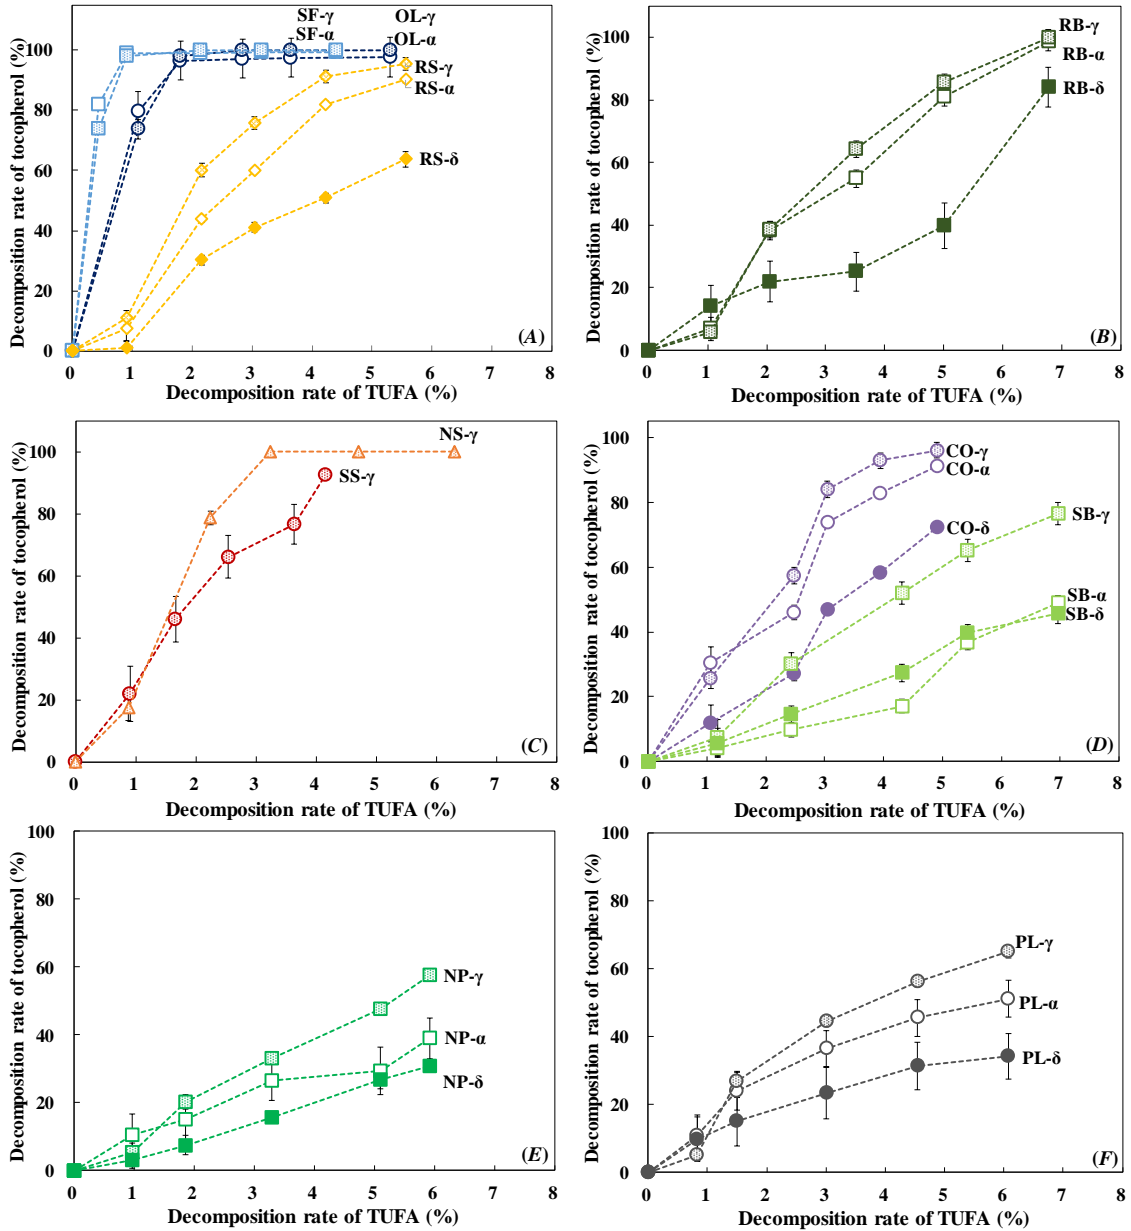 SF-γ OL-γ
SF-α OL-α
RS-γ
RS-α
RS-δ
100
80
60
40
20
0
Decomposition rate of tocopherol (%)
(A)
0 1 2 3 4 5 6 7 8
Decomposition rate of TUFA (%)
RB-γ
RB-α
RB-δ
100
80
60
40
20
0
Decomposition rate of tocopherol (%)
(B)
0 1 2 3 4 5 6 7 8
Decomposition rate of TUFA (%)
NS-γ
SS-γ
100
80
60
40
20
0
Decomposition rate of tocopherol (%)
(C)
0 1 2 3 4 5 6 7 8
Decomposition rate of TUFA (%)
CO-γ
CO-α
SB-γ
CO-δ
SB-α
SB-δ
100
80
60
40
20
0
Decomposition rate of tocopherol (%)
(D)
0 1 2 3 4 5 6 7 8
Decomposition rate of TUFA (%)
NP-γ
NP-α
NP-δ
100
80
60
40
20
0
Decomposition rate of tocopherol (%)
(E)
0 1 2 3 4 5 6 7 8
Decomposition rate of TUFA (%)
PL-γ
PL-α
PL-δ
100
80
60
40
20
0
Decomposition rate of tocopherol (%)
(F)
0 1 2 3 4 5 6 7 8
Decomposition rate of TUFA (%)